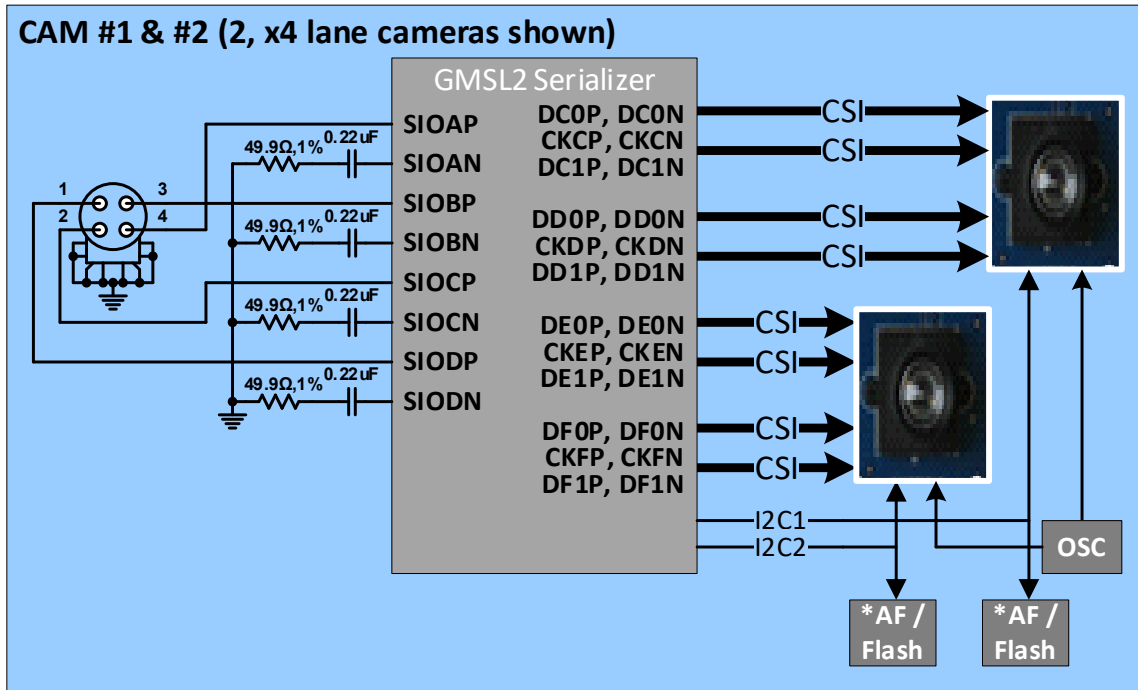 CAM #1 & #2 (2, x4 lane cameras shown)
GMSL2 Serializer
SIOAP
49.9Ω,1% 0.22uF
SIOAN
SIOBP
49.9Ω,1% 0.22uF
SIOBN
SIOCP
49.9Ω,1% 0.22uF
SIOCN
SIODP
49.9Ω,1% 0.22uF
SIODN
1 3
2 4
DC0P, DC0N
CKCP, CKCN
DC1P, DC1N
DD0P, DD0N
CKDP, CKDN
DD1P, DD1N
DE0P, DE0N
CKEP, CKEN
DE1P, DE1N
DF0P, DF0N
CKFP, CKFN
DF1P, DF1N
CSI
CSI
CSI
CSI
CSI
CSI
CSI
CSI
I2C1
I2C2
OSC
*AF /
Flash
*AF /
Flash